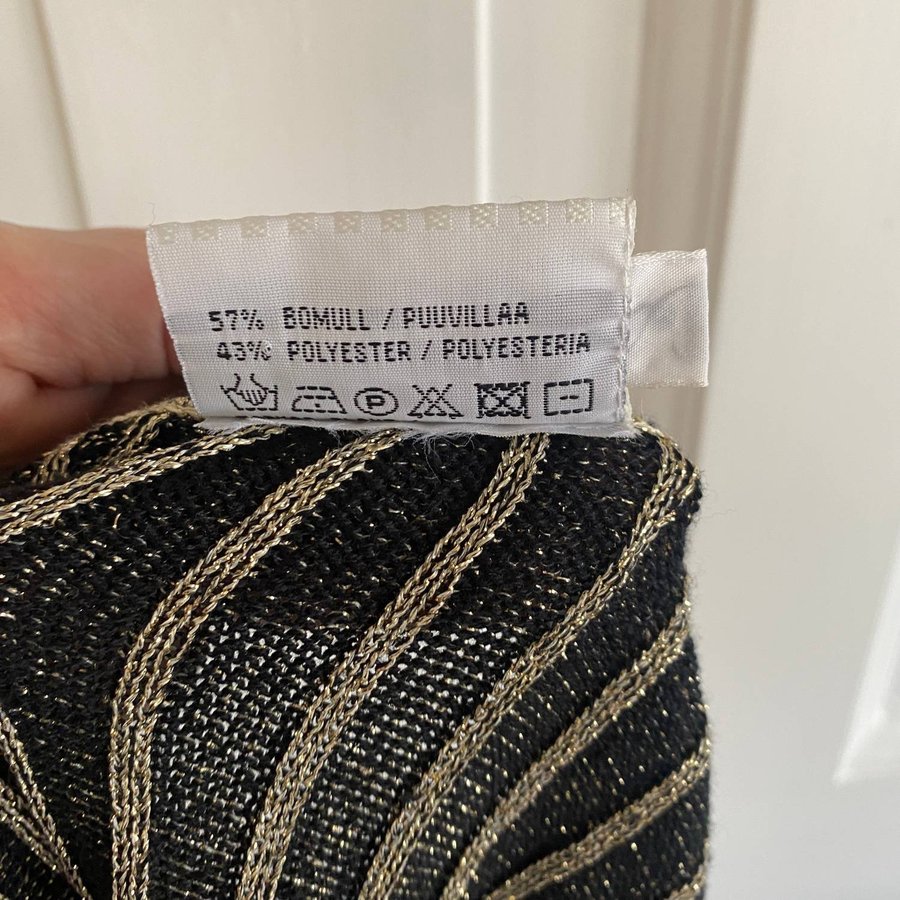 57% BOMULL / PUUVILLAA
43% POLYESTER / POLYESTERIA
P